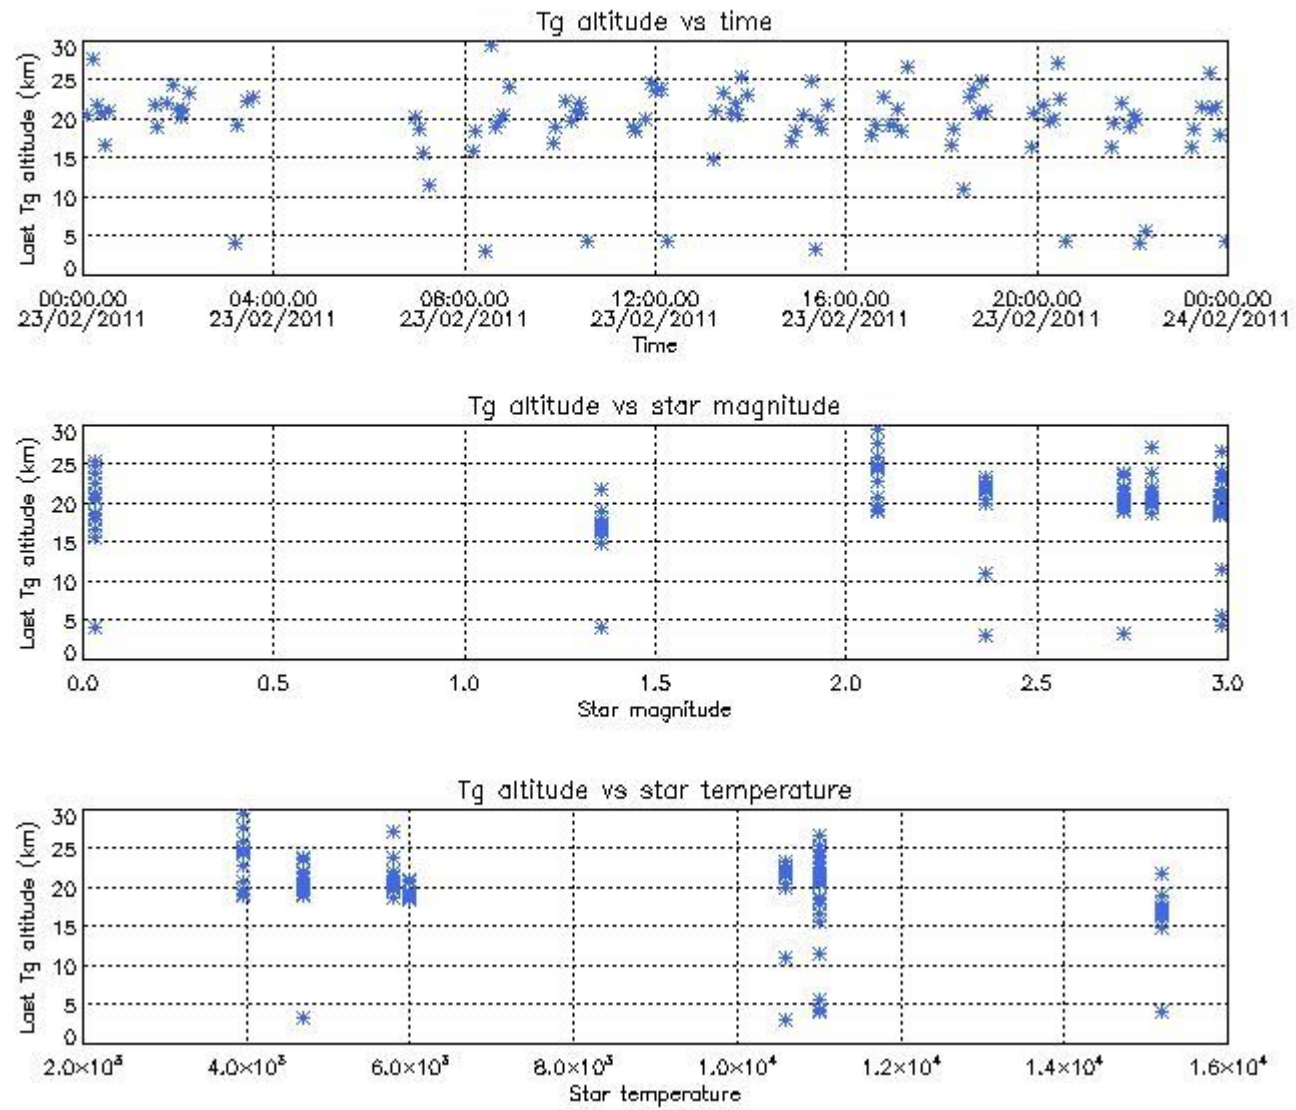 Tg altitude vs time
Last Tg altitude (km)
30
25
20
15
10
5
0
00:00.00 04:00.00 08:00.00 12:00.00 16:00.00 20:00.00 00:00.00
23/02/2011 23/02/2011 23/02/2011 23/02/2011 23/02/2011 23/02/2011 24/02/2011
Time
Tg altitude vs star magnitude
Last Tg altitude (km)
30
25
20
15
10
5
0
0.0 0.5 1.0 1.5 2.0 2.5 3.0
Star magnitude
Tg altitude vs star temperature
Last Tg altitude (km)
30
25
20
15
10
5
0
2.0×10³ 4.0×10³ 6.0×10³ 8.0×10³ 1.0×10⁴ 1.2×10⁴ 1.4×10⁴ 1.6×10⁴
Star temperature